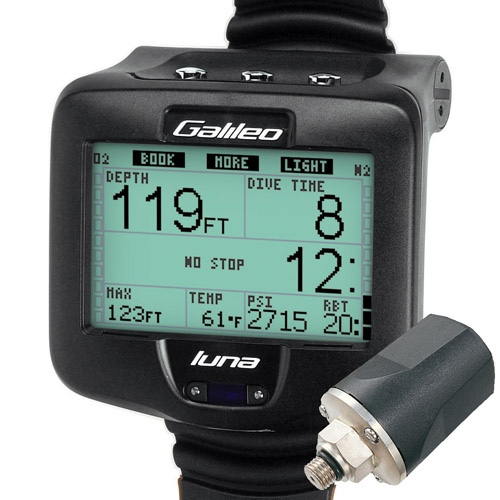 Galileo
O2 BOOK MORE LIGHT N2
DEPTH DIVE TIME
119FT 8
NO STOP 12:
MAX TEMP PSI RBT
123FT 61°F 2715 20:
luna